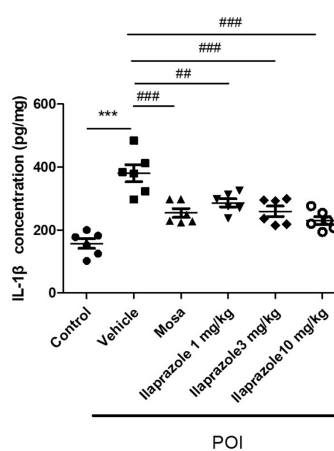 ###
###
##
*** ###
600
400
200
0
IL-1β concentration (pg/mg)
Control
Vehicle
Mosa
Ilaprazole 1 mg/kg
Ilaprazole3 mg/kg
Ilaprazole10 mg/kg
POI